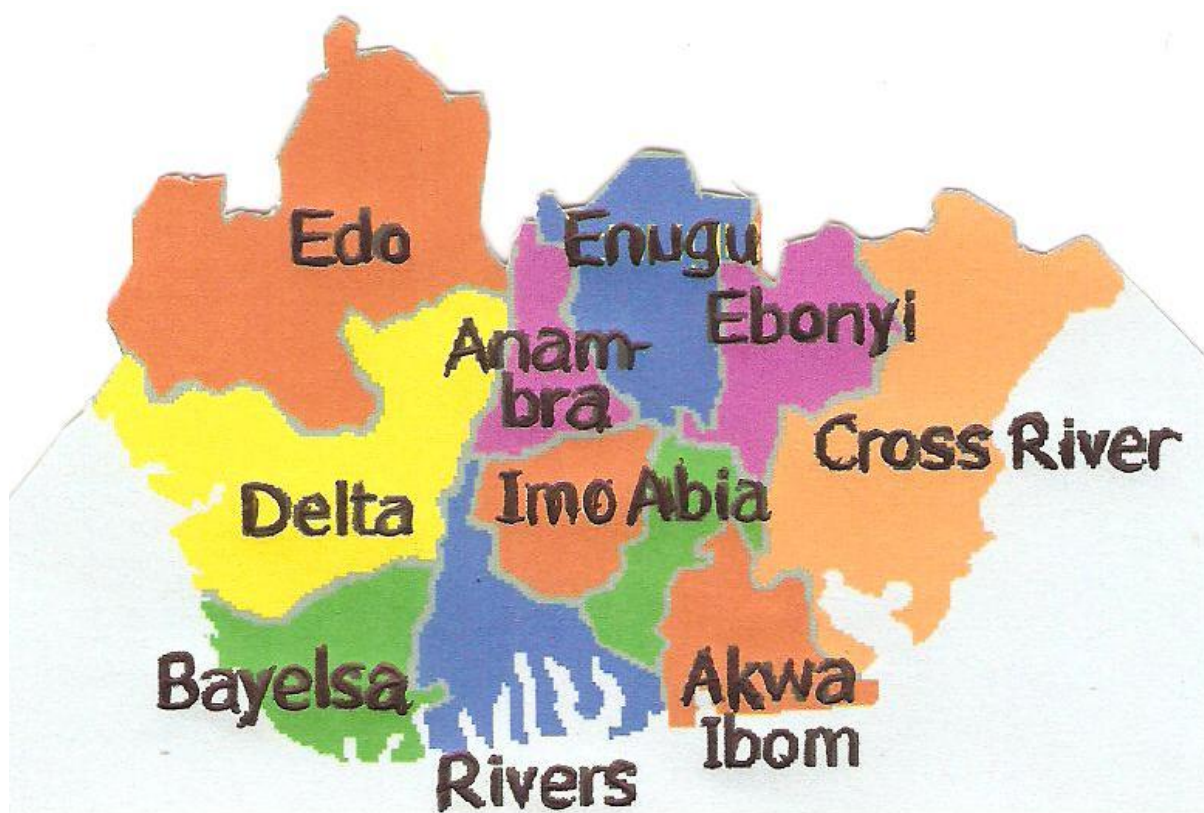 Edo
Enugu
Ebonyi
Anam-
bra
Cross River
Delta
Imo
Abia
Bayelsa
Akwa
Ibom
Rivers